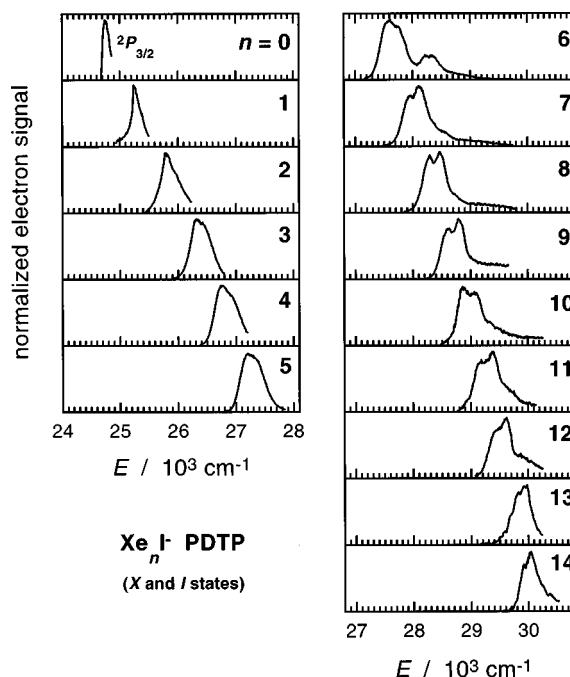 normalized electron signal
²P₃/₂
n = 0
1
2
3
4
5
24 25 26 27 28
E / 10³ cm⁻¹
XeₙI⁻ PDTP
(X and I states)
6
7
8
9
10
11
12
13
14
27 28 29 30
E / 10³ cm⁻¹